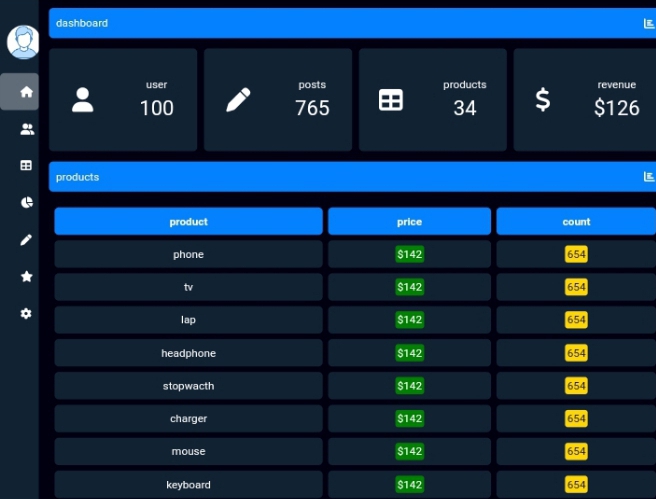 dashboard
user
100
posts
765
products
34
revenue
$126
products
product price count
phone $142 654
tv $142 654
lap $142 654
headphone $142 654
stopwacth $142 654
charger $142 654
mouse $142 654
keyboard $142 654